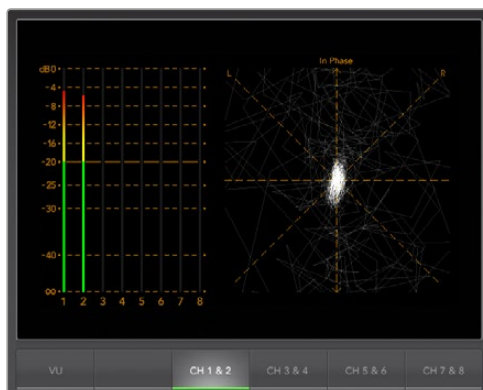 dB0
-4
-8
-12
-16
-20
-25
-30
-40
∞
1 2 3 4 5 6 7 8
In Phase
L
R
VU
CH 1 & 2
CH 3 & 4
CH 5 & 6
CH 7 & 8